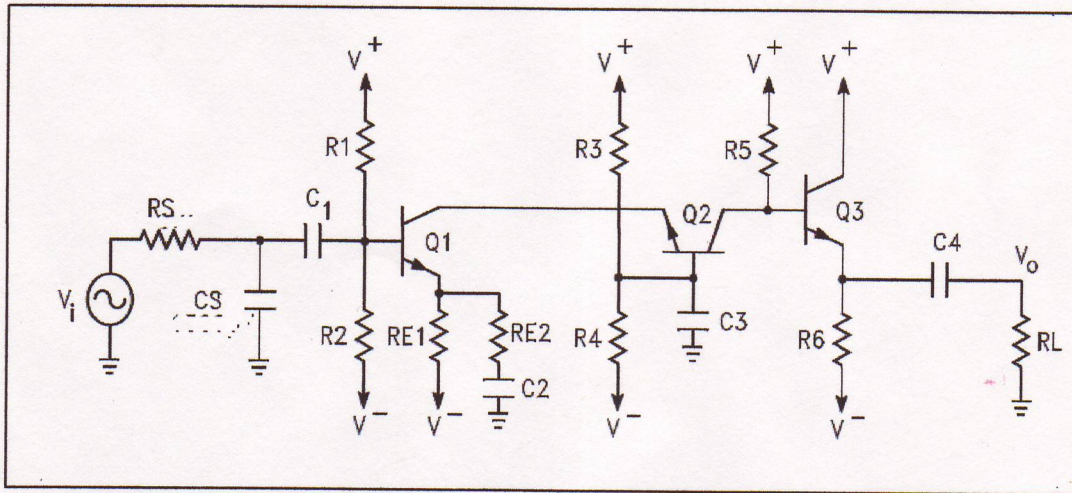 V+
V+
V+
V+
R1
R3
R5
RS
C1
Q1
Q2
Q3
C4
Vo
Vi
CS
R2
RE1
RE2
C2
R4
C3
R6
RL
V-
V-
V-
V-